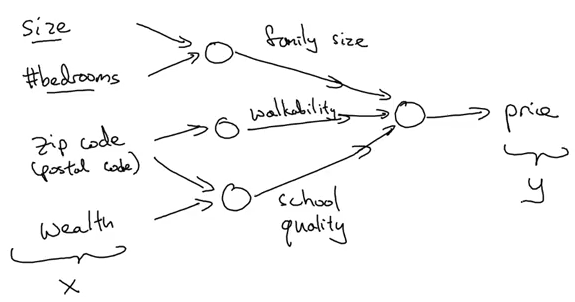 size
#bedrooms
zip code
(postal code)
wealth
x
family size
walkability
school
quality
price
y